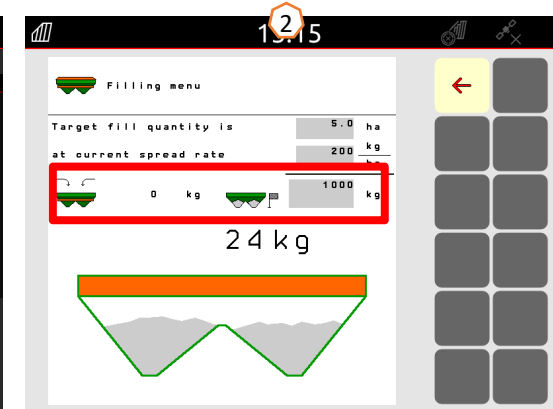 2
13:15
Filling menu
Target fill quantity is 5.0 ha
at current spread rate 200 kg
ha
0 kg 1000 kg
24kg